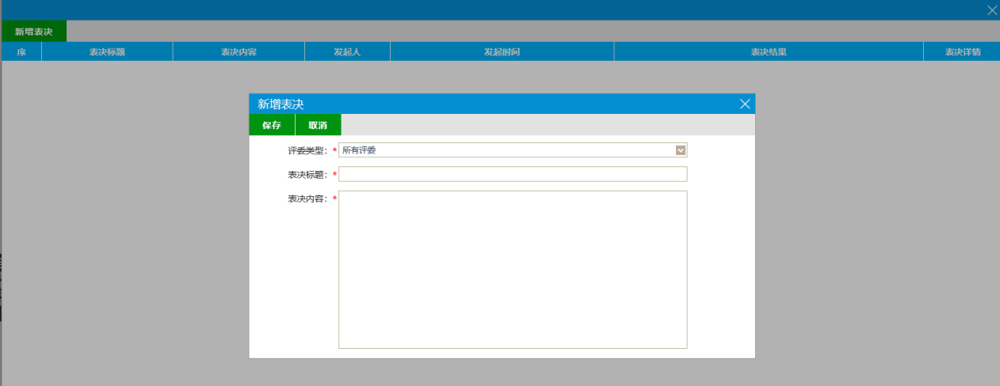 新增表决
序 表决标题 表决内容 发起人 发起时间 表决结果 表决详情
新增表决
保存 取消
评委类型：* 所有评委
表决标题：*
表决内容：*